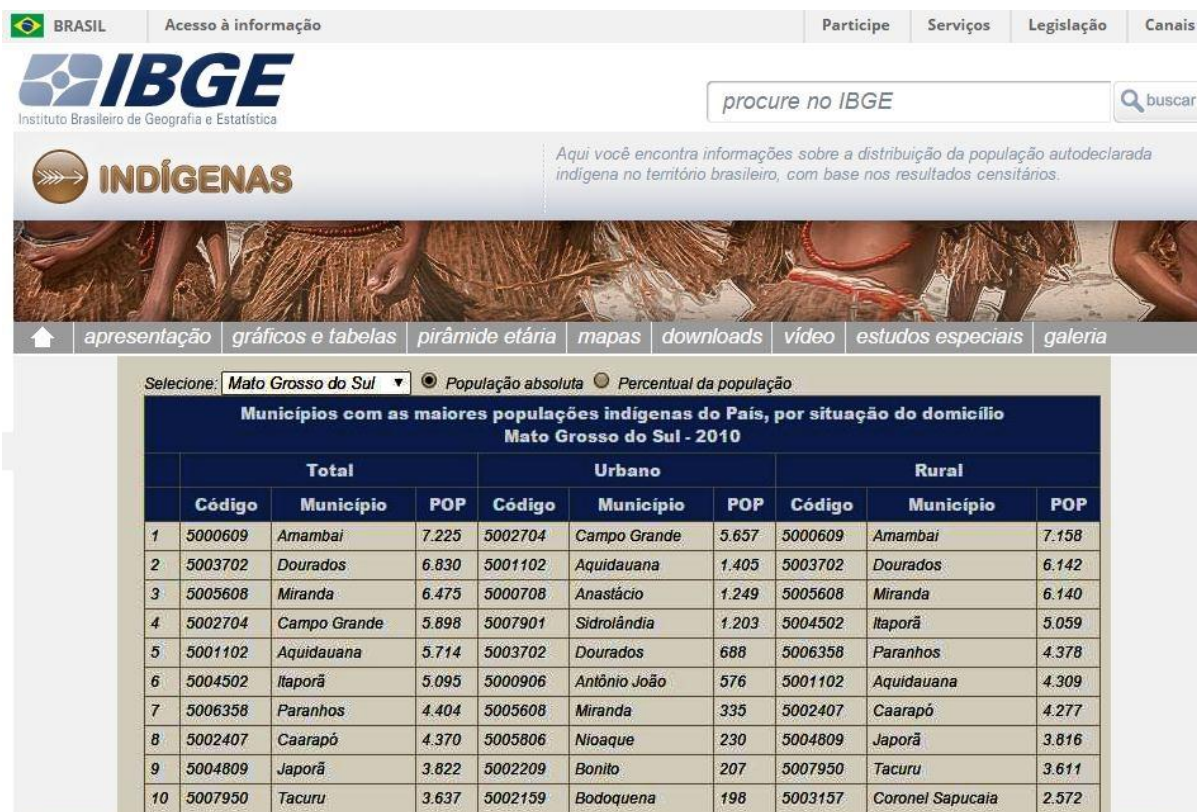 BRASIL Acesso à informação Participe Serviços Legislação Canais
IBGE
Instituto Brasileiro de Geografia e Estatística
procure no IBGE buscar
INDÍGENAS
Aqui você encontra informações sobre a distribuição da população autodeclarada
indígena no território brasileiro, com base nos resultados censitários.
apresentação gráficos e tabelas pirâmide etária mapas downloads vídeo estudos especiais galeria
Selecione: Mato Grosso do Sul População absoluta Percentual da população
Municípios com as maiores populações indígenas do País, por situação do domicílio
Mato Grosso do Sul - 2010
Total Urbano Rural
Código Município POP Código Município POP Código Município POP
1 5000609 Amambai 7.225 5002704 Campo Grande 5.657 5000609 Amambai 7.158
2 5003702 Dourados 6.830 5001102 Aquidauana 1.405 5003702 Dourados 6.142
3 5005608 Miranda 6.475 5000708 Anastácio 1.249 5005608 Miranda 6.140
4 5002704 Campo Grande 5.898 5007901 Sidrolândia 1.203 5004502 Itaporã 5.059
5 5001102 Aquidauana 5.714 5003702 Dourados 688 5006358 Paranhos 4.378
6 5004502 Itaporã 5.095 5000906 Antônio João 576 5001102 Aquidauana 4.309
7 5006358 Paranhos 4.404 5005608 Miranda 335 5002407 Caarapó 4.277
8 5002407 Caarapó 4.370 5005806 Nioaque 230 5004809 Japorã 3.816
9 5004809 Japorã 3.822 5002209 Bonito 207 5007950 Tacuru 3.611
10 5007950 Tacuru 3.637 5002159 Bodoquena 198 5003157 Coronel Sapucaia 2.572